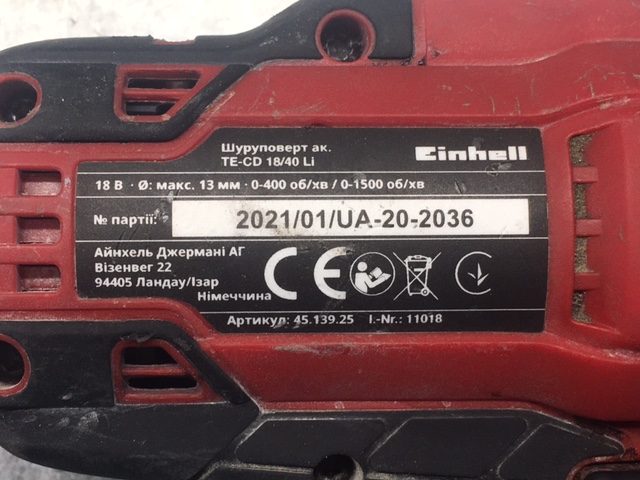 Шуруповерт ак.
TE-CD 18/40 Li
Einhell
18 В · Ø: макс. 13 мм · 0-400 об/хв / 0-1500 об/хв
№ партії: 2021/01/UA-20-2036
Айнхель Джермані АГ
Візенвег 22
94405 Ландау/Ізар
Німеччина
CE
Артикул: 45.139.25 I.-Nr.: 11018